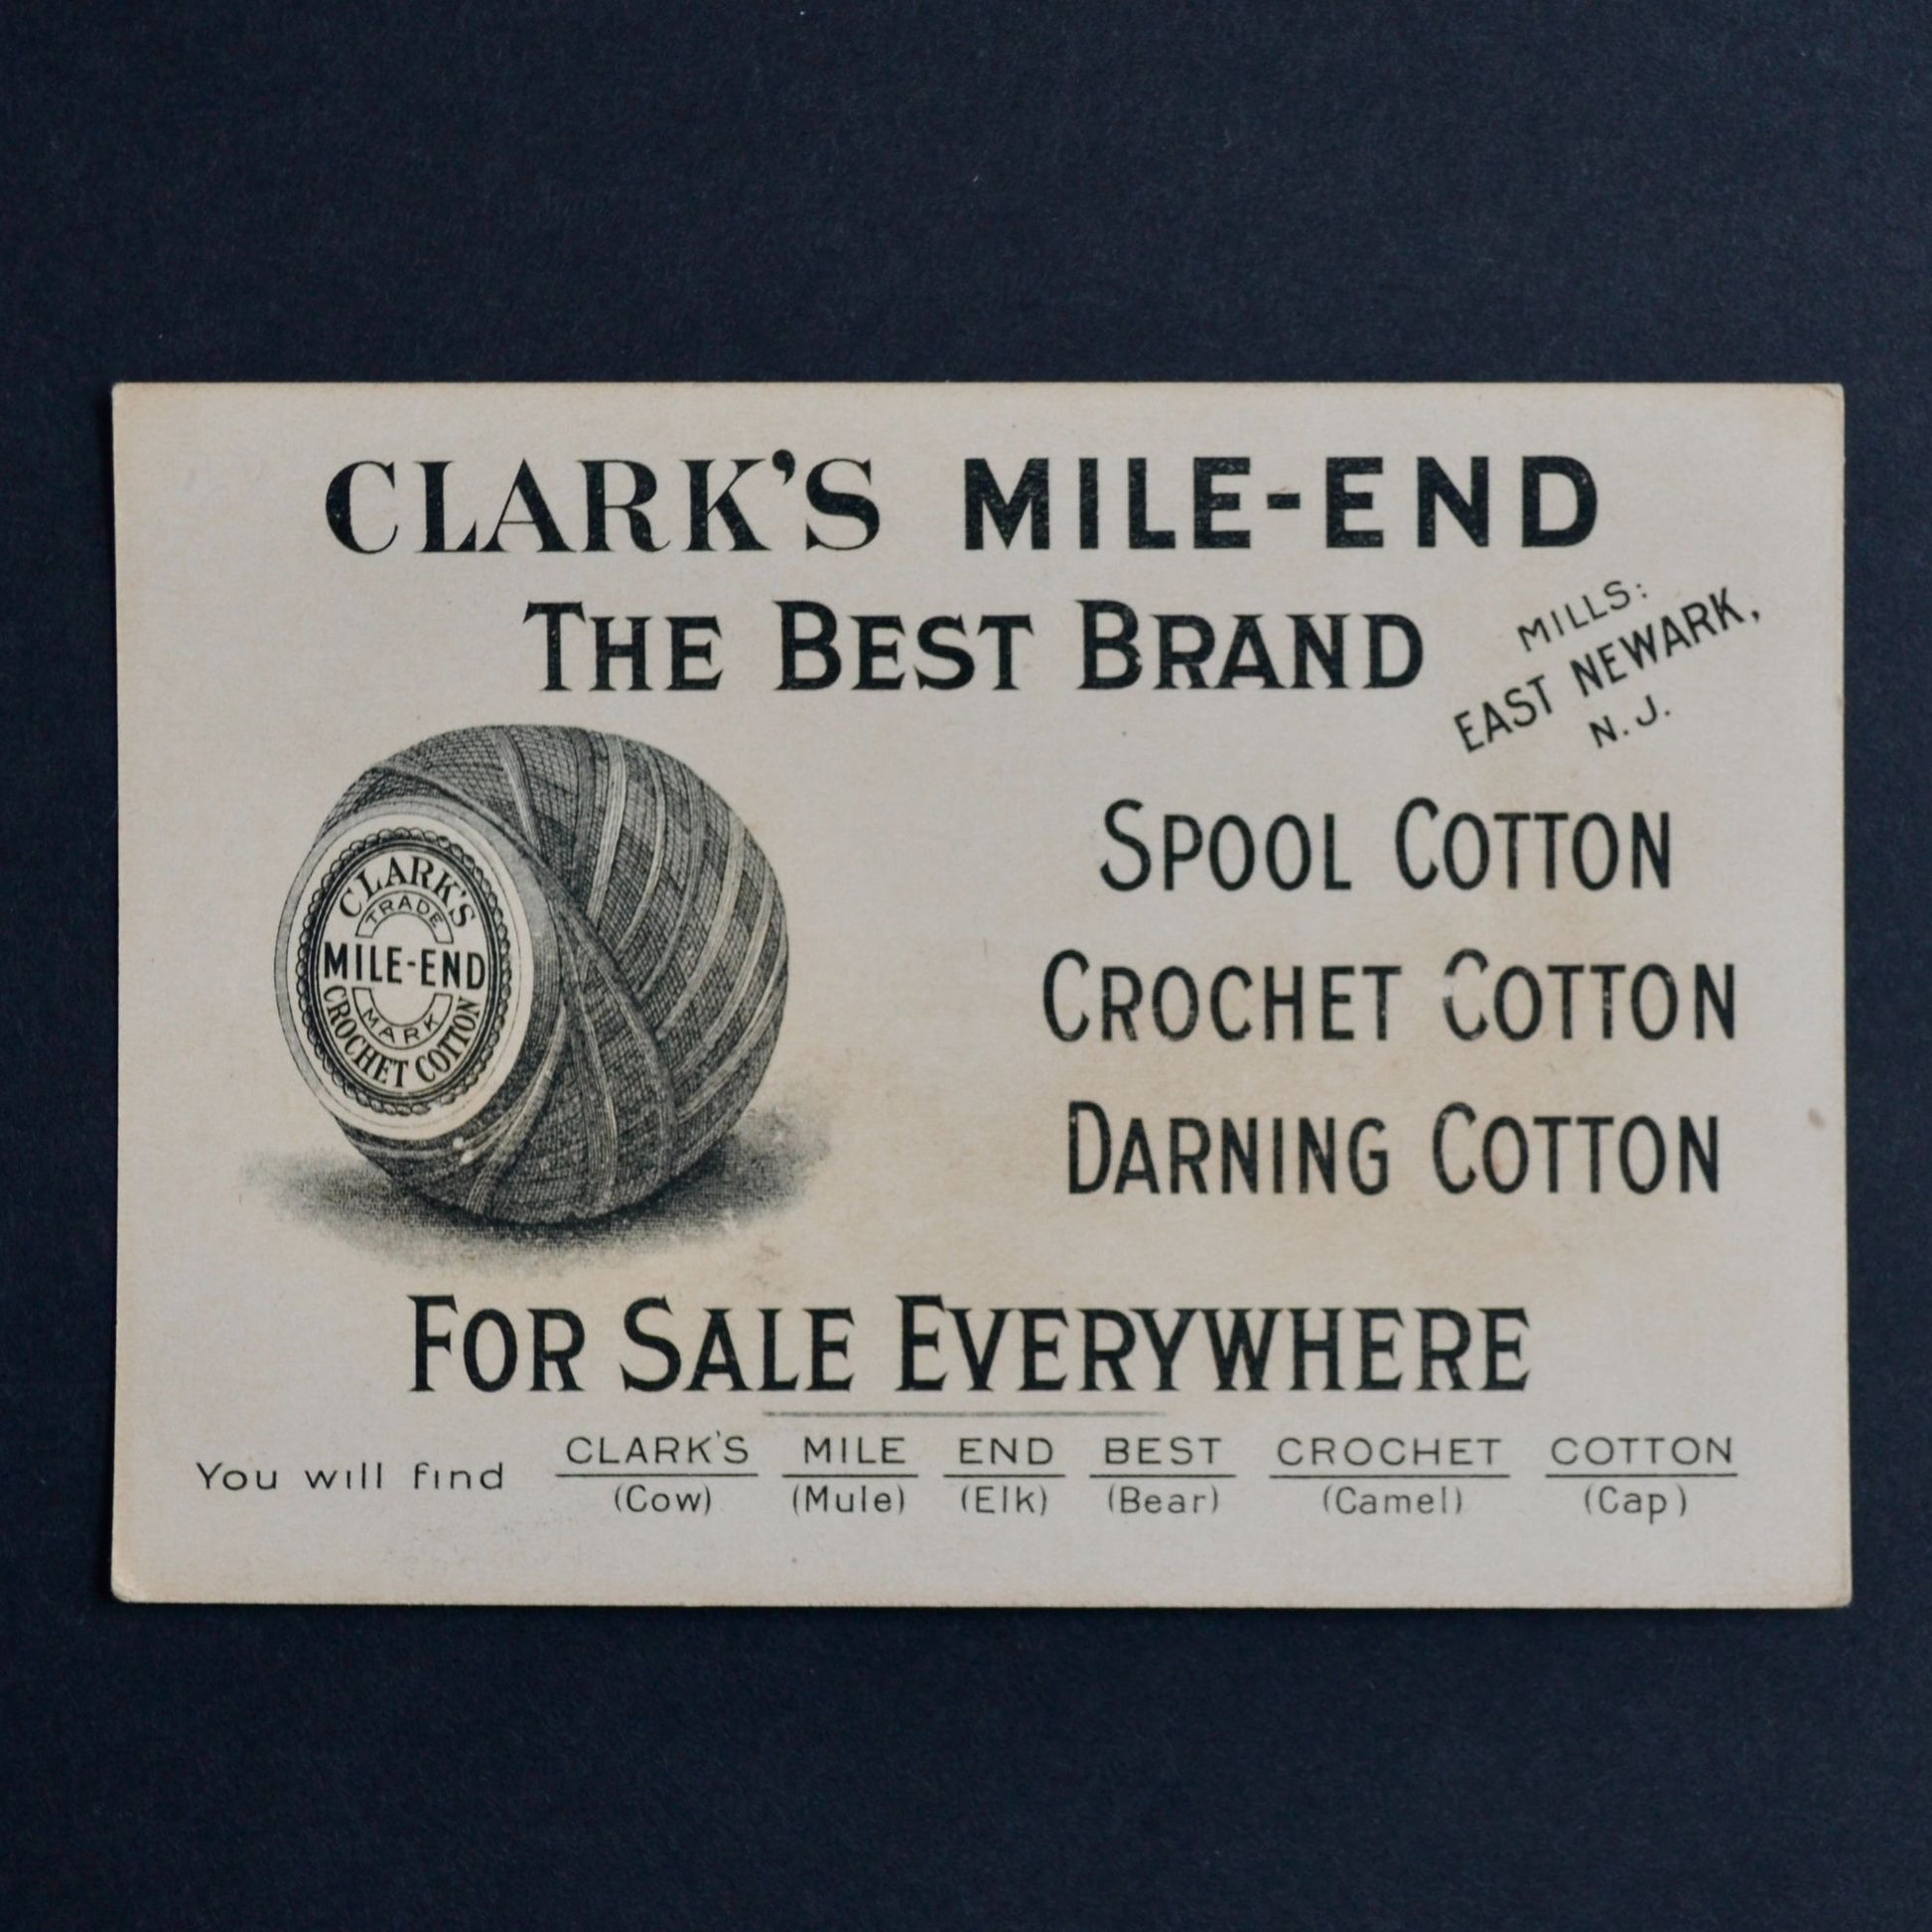 CLARK'S MILE-END
THE BEST BRAND
MILLS:
EAST NEWARK,
N.J.
CLARK'S
TRADE
MILE-END
MARK
CROCHET COTTON
SPOOL COTTON
CROCHET COTTON
DARNING COTTON
FOR SALE EVERYWHERE
You will find CLARK'S MILE END BEST CROCHET COTTON
(Cow) (Mule) (Elk) (Bear) (Camel) (Cap)